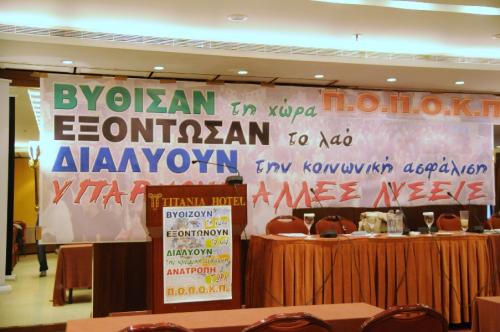 ΒΥΘΙΣΑΝ τη χώρα Π.Ο.Π.Ο.Κ.Π
ΕΞΟΝΤΩΣΑΝ το λαό
ΔΙΑΛΥΟΥΝ την κοινωνική ασφάλιση
ΑΛΛΕΣ ΛΥΣΕΙΣ
TITANIA HOTEL
ΒΥΘΙΖΟΥΝ
ΕΞΟΝΤΩΝΟΥΝ
ΔΙΑΛΥΟΥΝ
ΑΝΑΤΡΟΠΗ
Π.Ο.Π.Ο.Κ.Π.